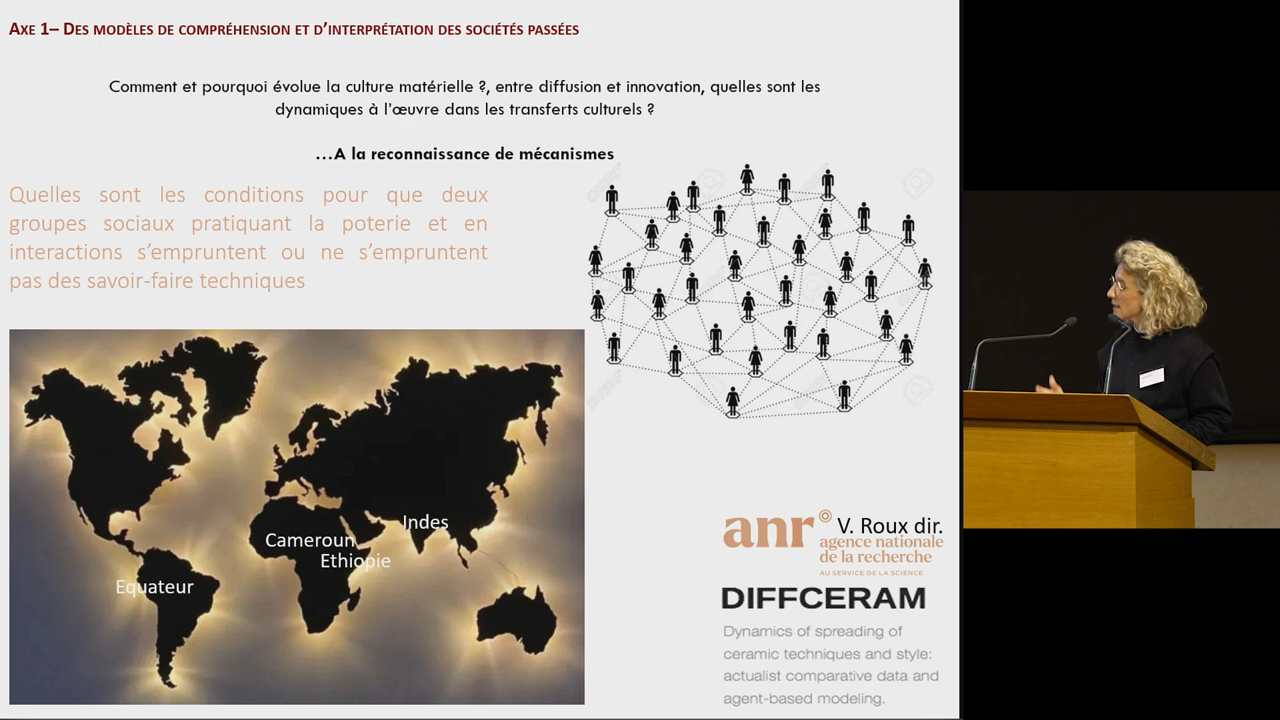 Axe 1– Des modèles de compréhension et d'interprétation des sociétés passées
Comment et pourquoi évolue la culture matérielle ?, entre diffusion et innovation, quelles sont les
dynamiques à l'œuvre dans les transferts culturels ?
…A la reconnaissance de mécanismes
Quelles sont les conditions pour que deux
groupes sociaux pratiquant la poterie et en
interactions s'empruntent ou ne s'empruntent
pas des savoir-faire techniques
Indes
Cameroun
Ethiopie
Equateur
anr
V. Roux dir.
agence nationale
de la recherche
AU SERVICE DE LA SCIENCE
DIFFCERAM
Dynamics of spreading of
ceramic techniques and style:
actualist comparative data and
agent-based modeling.